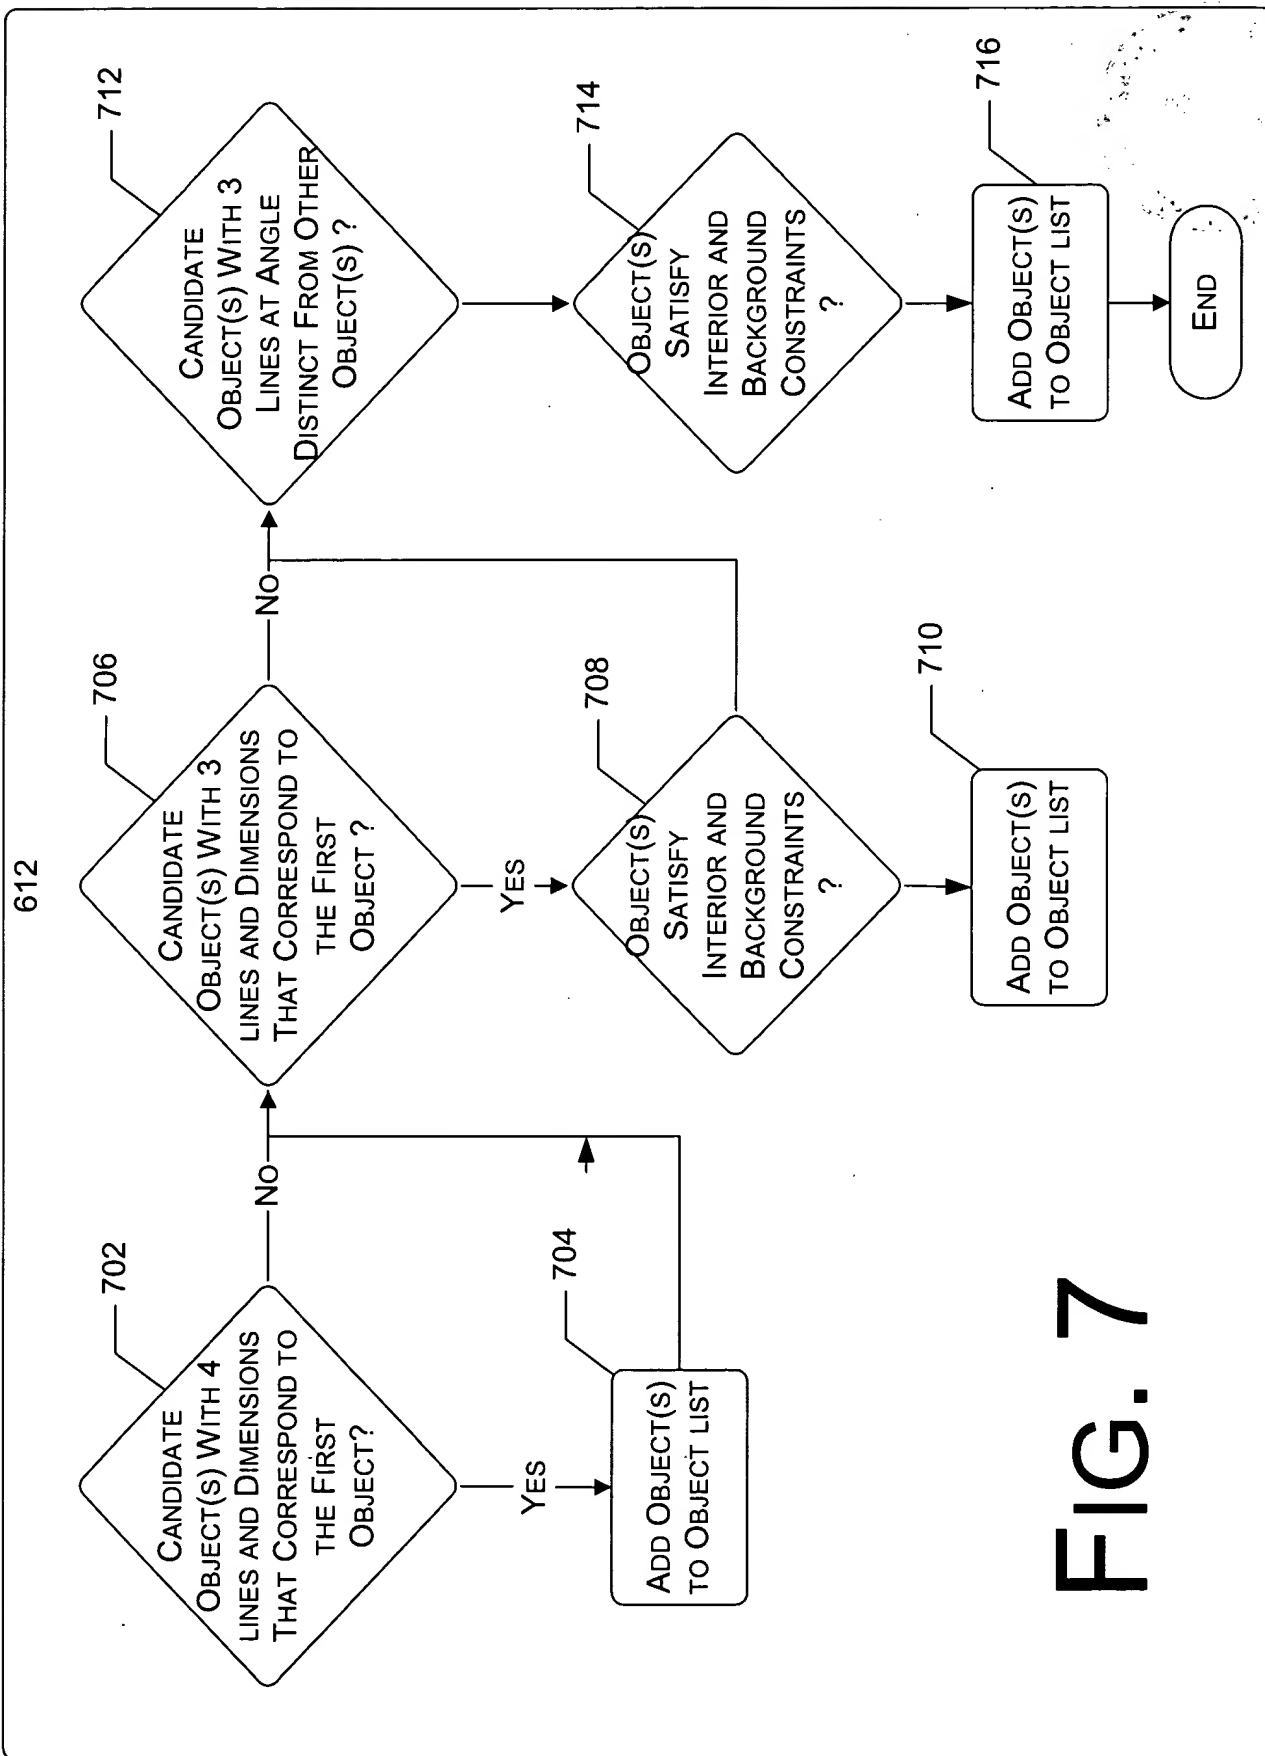 612
702
CANDIDATE
OBJECT(S) WITH 4
LINES AND DIMENSIONS
THAT CORRESPOND TO
THE FIRST
OBJECT?
NO
YES
704
ADD OBJECT(S)
TO OBJECT LIST
706
CANDIDATE
OBJECT(S) WITH 3
LINES AND DIMENSIONS
THAT CORRESPOND TO
THE FIRST
OBJECT ?
NO
YES
708
OBJECT(S)
SATISFY
INTERIOR AND
BACKGROUND
CONSTRAINTS
?
710
ADD OBJECT(S)
TO OBJECT LIST
712
CANDIDATE
OBJECT(S) WITH 3
LINES AT ANGLE
DISTINCT FROM OTHER
OBJECT(S) ?
714
OBJECT(S)
SATISFY
INTERIOR AND
BACKGROUND
CONSTRAINTS
?
716
ADD OBJECT(S)
TO OBJECT LIST
END
FIG. 7